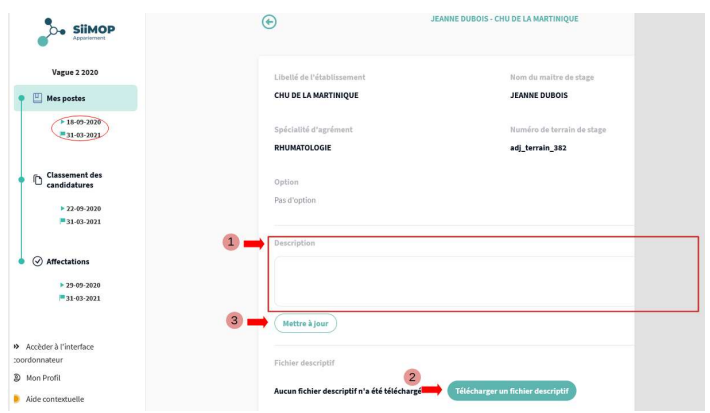 SiiMOP
Appariement
Vague 2 2020
Mes postes
18-09-2020
31-03-2021
Classement des
candidatures
22-09-2020
31-03-2021
Affectations
29-09-2020
31-03-2021
Accèder à l'interface
coordonnateur
Mon Profil
Aide contextuelle
JEANNE DUBOIS - CHU DE LA MARTINIQUE
Libellé de l'établissement
Nom du maitre de stage
CHU DE LA MARTINIQUE
JEANNE DUBOIS
Spécialité d'agrément
Numéro de terrain de stage
RHUMATOLOGIE
adj_terrain_382
Option
Pas d'option
1
Description
3
Mettre à jour
Fichier descriptif
2
Aucun fichier descriptif n'a été téléchargé
Télécharger un fichier descriptif